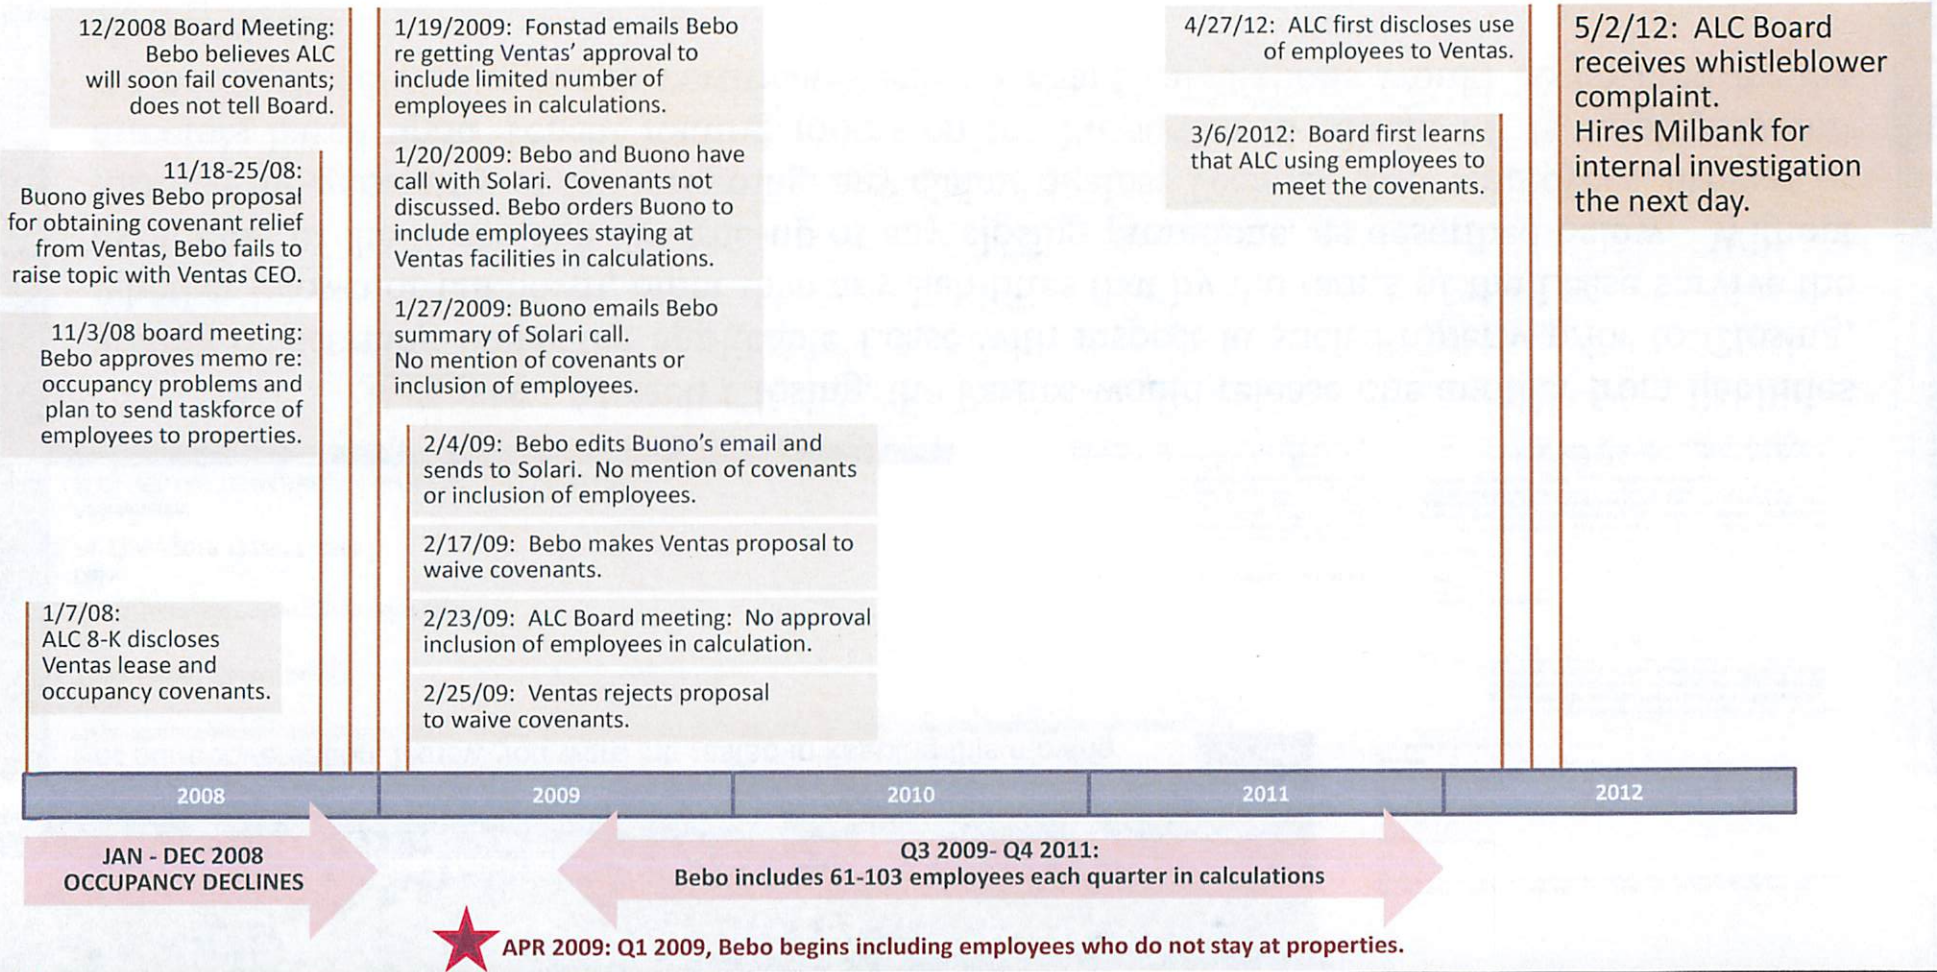 12/2008 Board Meeting:
Bebo believes ALC
will soon fail covenants;
does not tell Board.
11/18-25/08:
Buono gives Bebo proposal
for obtaining covenant relief
from Ventas, Bebo fails to
raise topic with Ventas CEO.
11/3/08 board meeting:
Bebo approves memo re:
occupancy problems and
plan to send taskforce of
employees to properties.
1/7/08:
ALC 8-K discloses
Ventas lease and
occupancy covenants.
1/19/2009: Fonstad emails Bebo
re getting Ventas' approval to
include limited number of
employees in calculations.
1/20/2009: Bebo and Buono have
call with Solari. Covenants not
discussed. Bebo orders Buono to
include employees staying at
Ventas facilities in calculations.
1/27/2009: Buono emails Bebo
summary of Solari call.
No mention of covenants or
inclusion of employees.
2/4/09: Bebo edits Buono's email and
sends to Solari. No mention of covenants
or inclusion of employees.
2/17/09: Bebo makes Ventas proposal to
waive covenants.
2/23/09: ALC Board meeting: No approval
inclusion of employees in calculation.
2/25/09: Ventas rejects proposal
to waive covenants.
4/27/12: ALC first discloses use
of employees to Ventas.
3/6/2012: Board first learns
that ALC using employees to
meet the covenants.
5/2/12: ALC Board
receives whistleblower
complaint.
Hires Milbank for
internal investigation
the next day.
2008
2009
2010
2011
2012
JAN - DEC 2008
OCCUPANCY DECLINES
Q3 2009- Q4 2011:
Bebo includes 61-103 employees each quarter in calculations
APR 2009: Q1 2009, Bebo begins including employees who do not stay at properties.